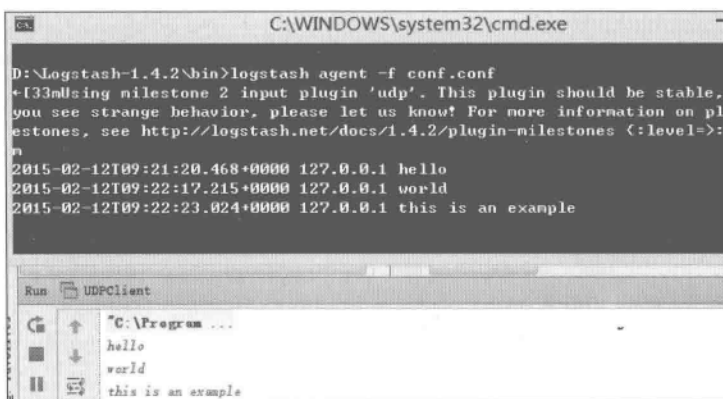 C:\WINDOWS\system32\cmd.exe
D:\Logstash-1.4.2\bin>logstash agent -f conf.conf
←[33mUsing milestone 2 input plugin 'udp'. This plugin should be stable,
you see strange behavior, please let us know! For more information on pl
estones, see http://logstash.net/docs/1.4.2/plugin-milestones {:level=>:
m
2015-02-12T09:21:20.468+0000 127.0.0.1 hello
2015-02-12T09:22:17.215+0000 127.0.0.1 world
2015-02-12T09:22:23.024+0000 127.0.0.1 this is an example
Run UDPClient
"C:\Program ...
hello
world
this is an example